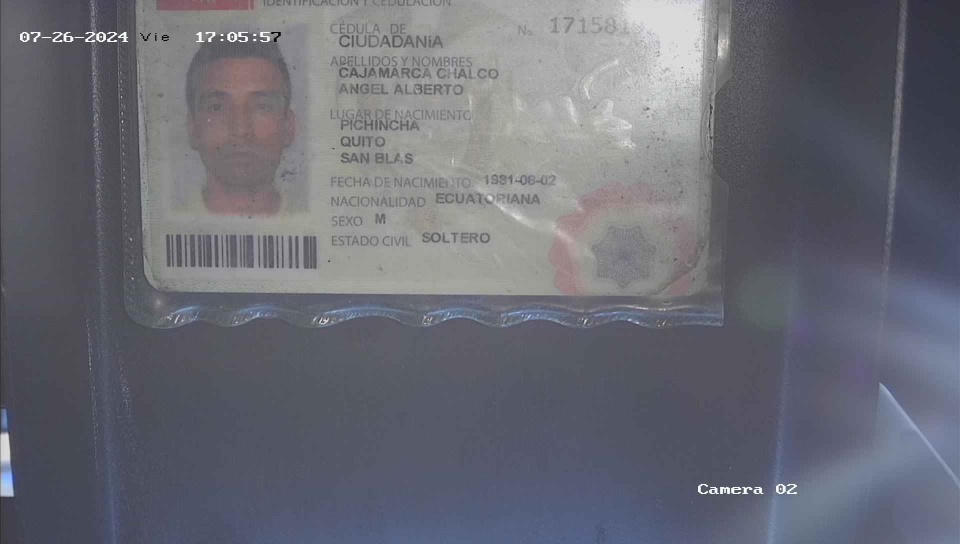 IDENTIFICACIÓN Y CEDULACIÓN
07-26-2024 Vie 17:05:57
CÉDULA DE No. 171581
CIUDADANÍA
APELLIDOS Y NOMBRES
CAJAMARCA CHALCO
ANGEL ALBERTO
LUGAR DE NACIMIENTO
PICHINCHA
QUITO
SAN BLAS
FECHA DE NACIMIENTO 1981-06-02
NACIONALIDAD ECUATORIANA
SEXO M
ESTADO CIVIL SOLTERO
Camera 02